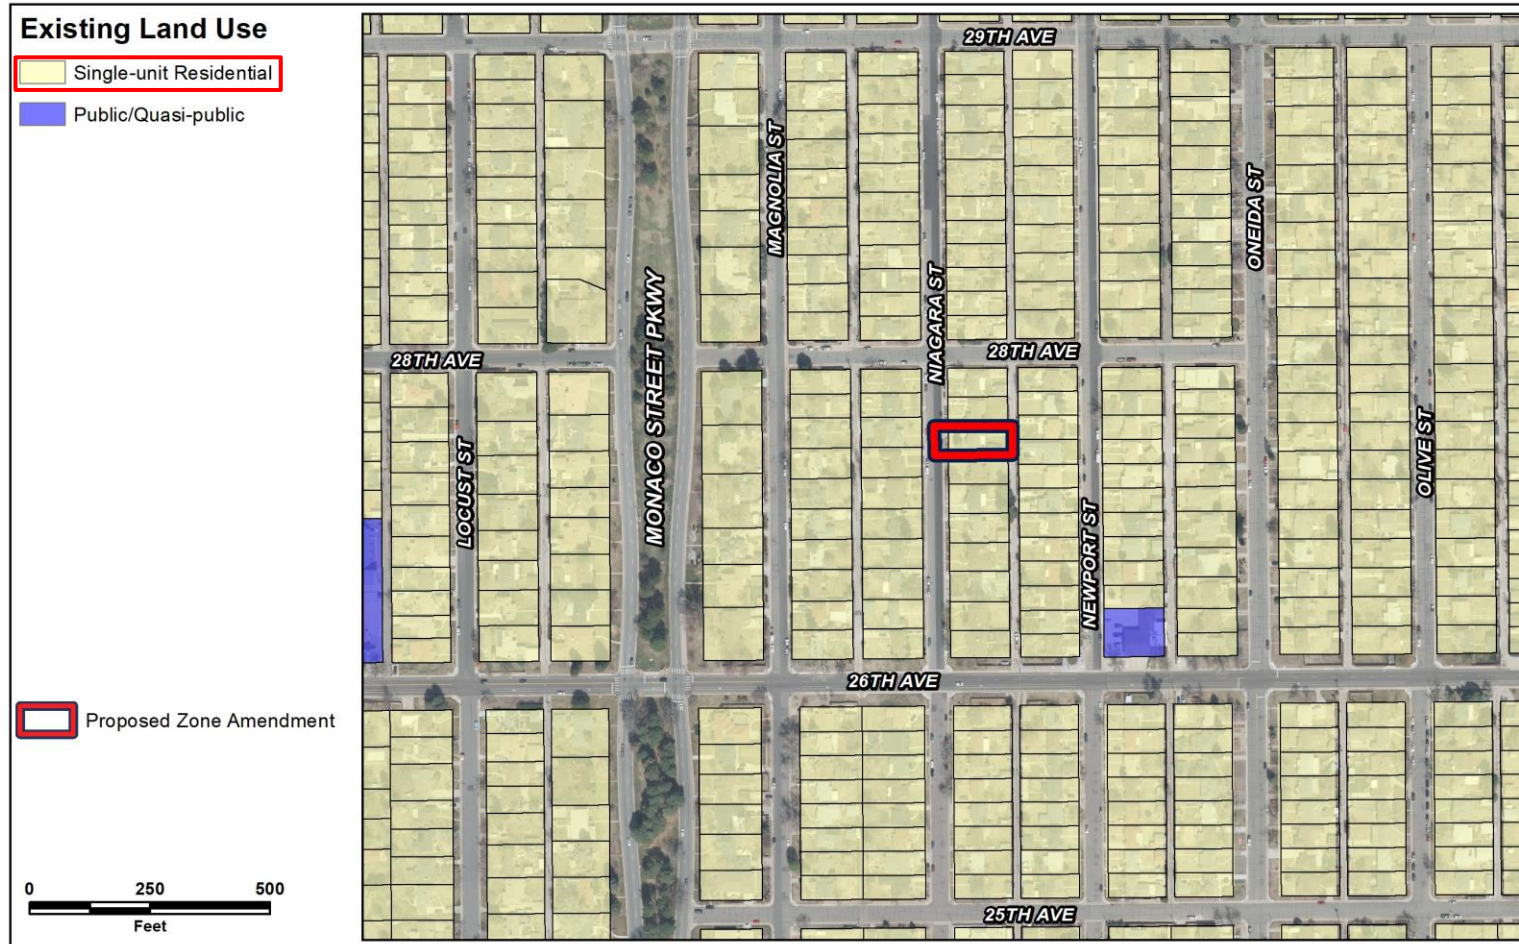 Existing Land Use
Single-unit Residential
Public/Quasi-public
Proposed Zone Amendment
0 250 500
Feet
29TH AVE
MAGNOLIA ST
ONEIDA ST
NIAGARA ST
MONACO STREET PKWY
28TH AVE
28TH AVE
LOCUST ST
OLIVE ST
NEWPORT ST
26TH AVE
25TH AVE